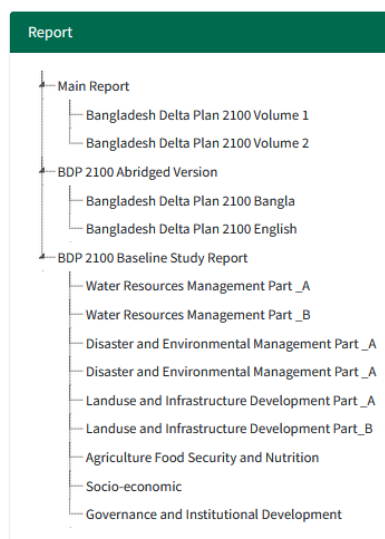 Report
Main Report
Bangladesh Delta Plan 2100 Volume 1
Bangladesh Delta Plan 2100 Volume 2
BDP 2100 Abridged Version
Bangladesh Delta Plan 2100 Bangla
Bangladesh Delta Plan 2100 English
BDP 2100 Baseline Study Report
Water Resources Management Part _A
Water Resources Management Part _B
Disaster and Environmental Management Part _A
Disaster and Environmental Management Part _A
Landuse and Infrastructure Development Part _A
Landuse and Infrastructure Development Part_B
Agriculture Food Security and Nutrition
Socio-economic
Governance and Institutional Development